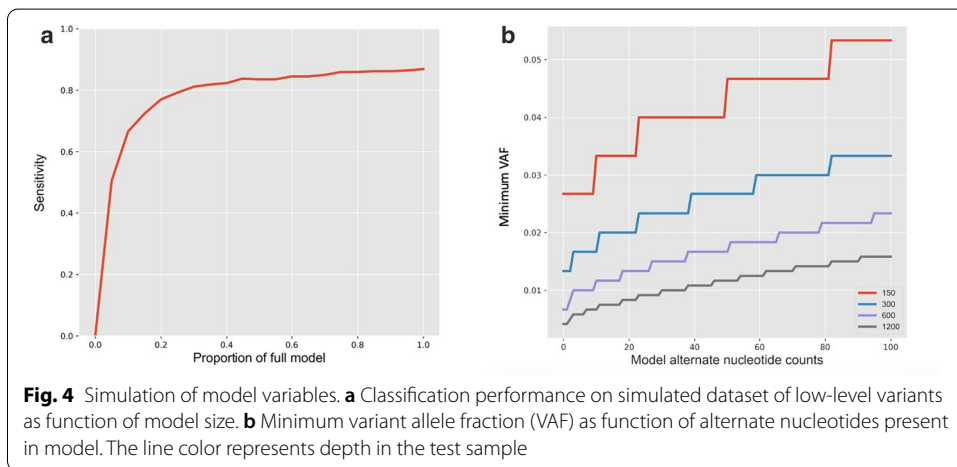 a
1.0
0.8
0.6
0.4
0.2
0.0
Sensitivity
0.0 0.2 0.4 0.6 0.8 1.0
Proportion of full model
b
0.05
0.04
0.03
0.02
0.01
Minimum VAF
0 20 40 60 80 100
Model alternate nucleotide counts
150
300
600
1200
Fig. 4 Simulation of model variables. a Classification performance on simulated dataset of low-level variants
as function of model size. b Minimum variant allele fraction (VAF) as function of alternate nucleotides present
in model. The line color represents depth in the test sample